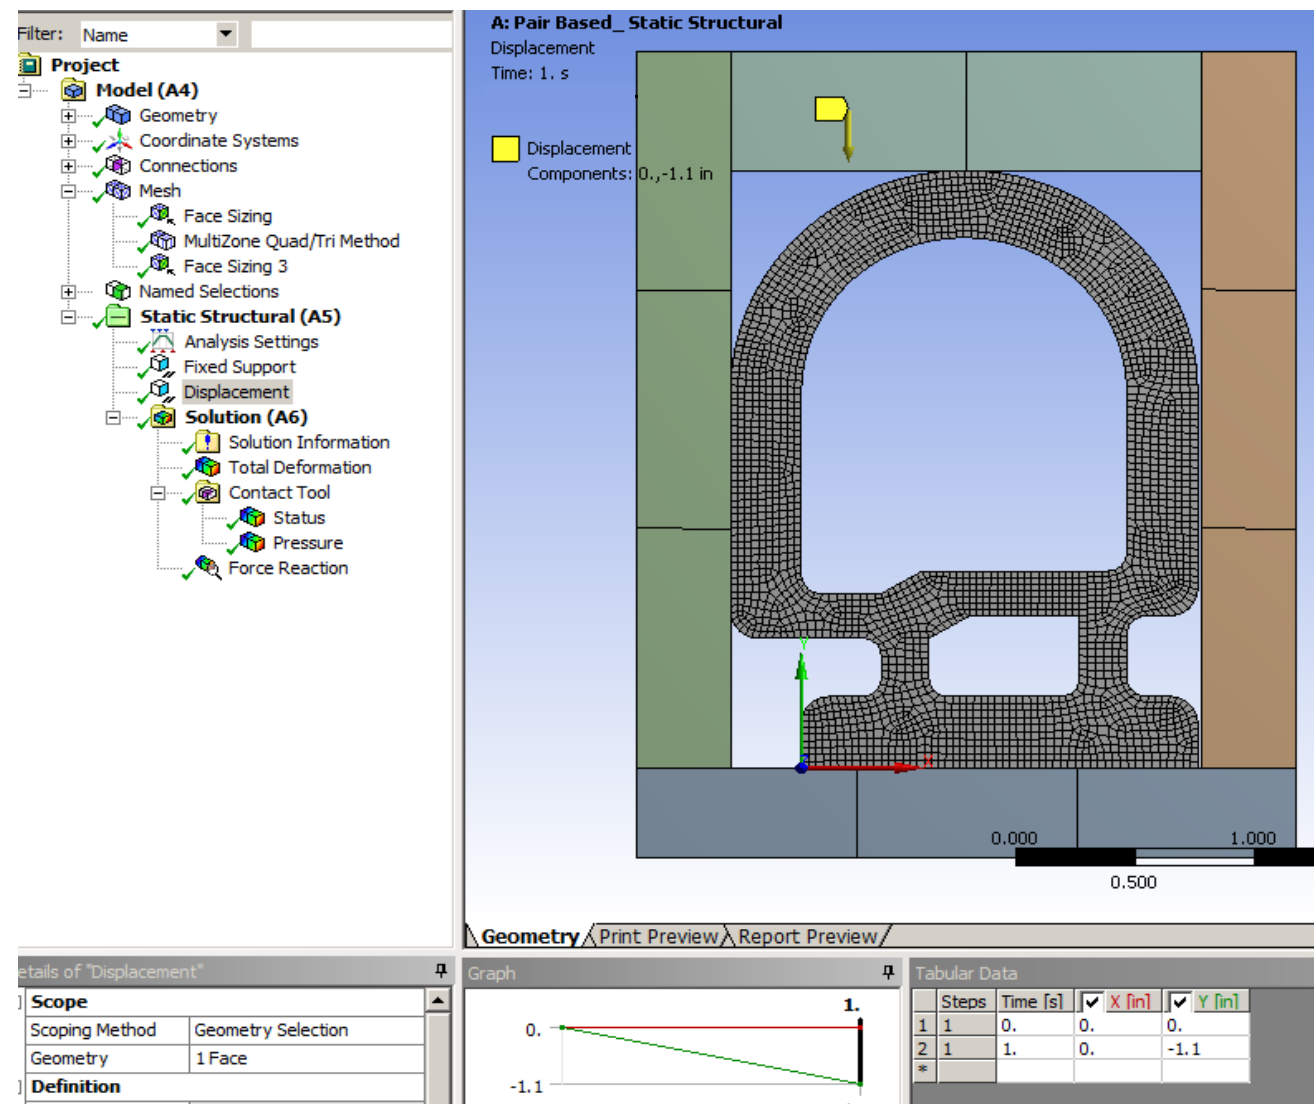 Filter: Name
Project
Model (A4)
Geometry
Coordinate Systems
Connections
Mesh
Face Sizing
MultiZone Quad/Tri Method
Face Sizing 3
Named Selections
Static Structural (A5)
Analysis Settings
Fixed Support
Displacement
Solution (A6)
Solution Information
Total Deformation
Contact Tool
Status
Pressure
Force Reaction
A: Pair Based_ Static Structural
Displacement
Time: 1. s
Displacement
Components: 0.,-1.1 in
Y
X
0.000 1.000
0.500
Geometry Print Preview Report Preview
etails of "Displacement"
Scope
Scoping Method Geometry Selection
Geometry 1 Face
Definition
Graph
1.
0.
-1.1
Tabular Data
Steps Time [s] X [in] Y [in]
1 1 0. 0. 0.
2 1 1. 0. -1.1
*